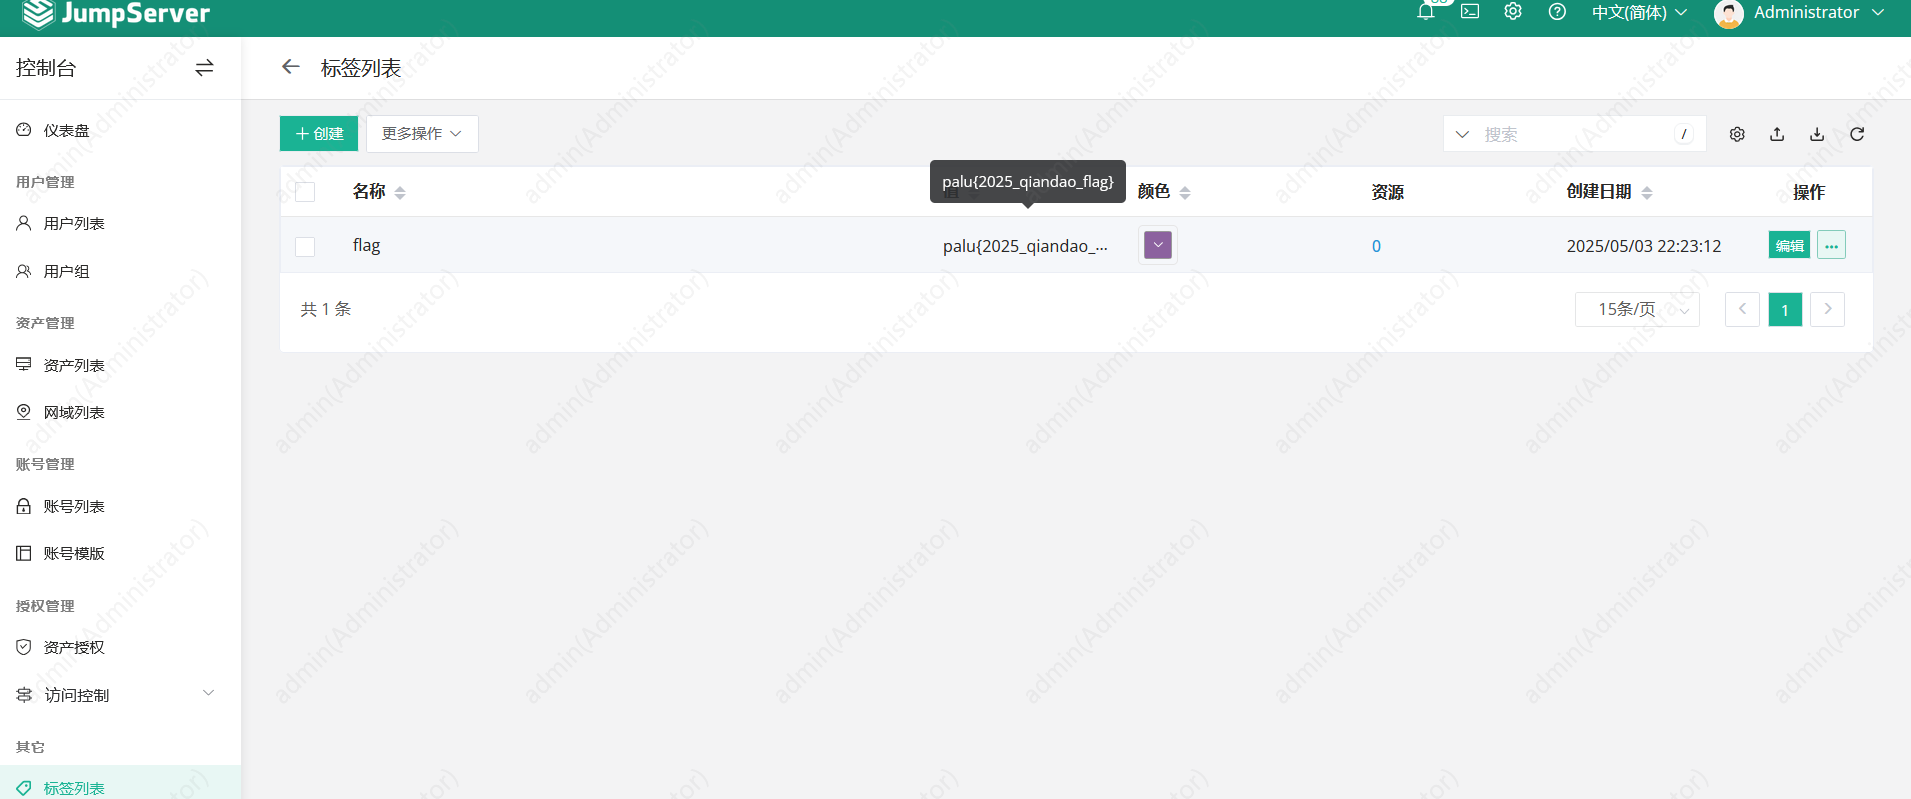 JumpServer
中文(简体)
Administrator
控制台
标签列表
仪表盘
用户管理
用户列表
用户组
资产管理
资产列表
网域列表
账号管理
账号列表
账号模版
授权管理
资产授权
访问控制
其它
标签列表
创建
更多操作
搜索
/
palu{2025_qiandao_flag}
名称
值
颜色
资源
创建日期
操作
flag
palu{2025_qiandao_...
0
2025/05/03 22:23:12
编辑
...
共 1 条
15条/页
1
admin(Administrator)